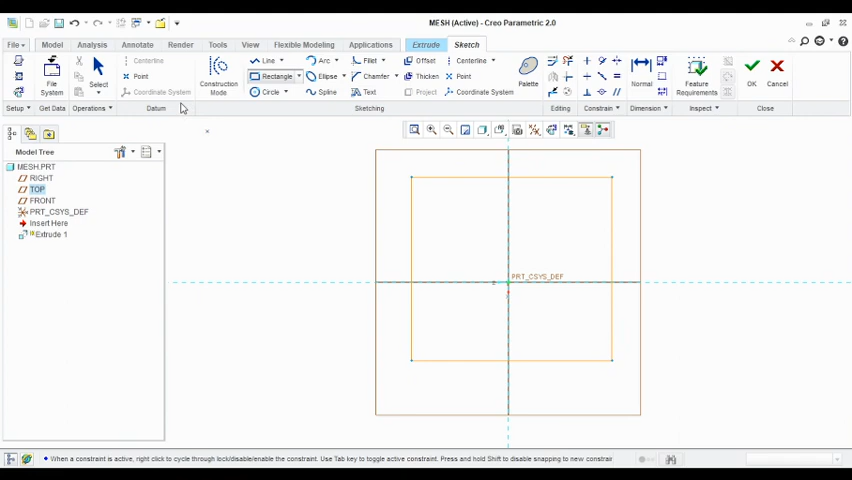 MESH (Active) - Creo Parametric 2.0
File Model Analysis Annotate Render Tools View Flexible Modeling Applications Extrude Sketch
Centerline Line Arc Fillet Offset Centerline
Point Rectangle Ellipse Chamfer Thicken Point
Coordinate System Circle Spline Text Project Coordinate System
File System
Select
Construction Mode
Palette
Normal
Feature Requirements
OK
Cancel
Setup Get Data Operations Datum Sketching Editing Constrain Dimension Inspect Close
Model Tree
MESH.PRT
RIGHT
TOP
FRONT
PRT_CSYS_DEF
Insert Here
Extrude 1
PRT_CSYS_DEF
When a constraint is active, right click to cycle through lock/disable/enable the constraint. Use Tab key to toggle active constraint. Press and hold Shift to disable snapping to new constrain